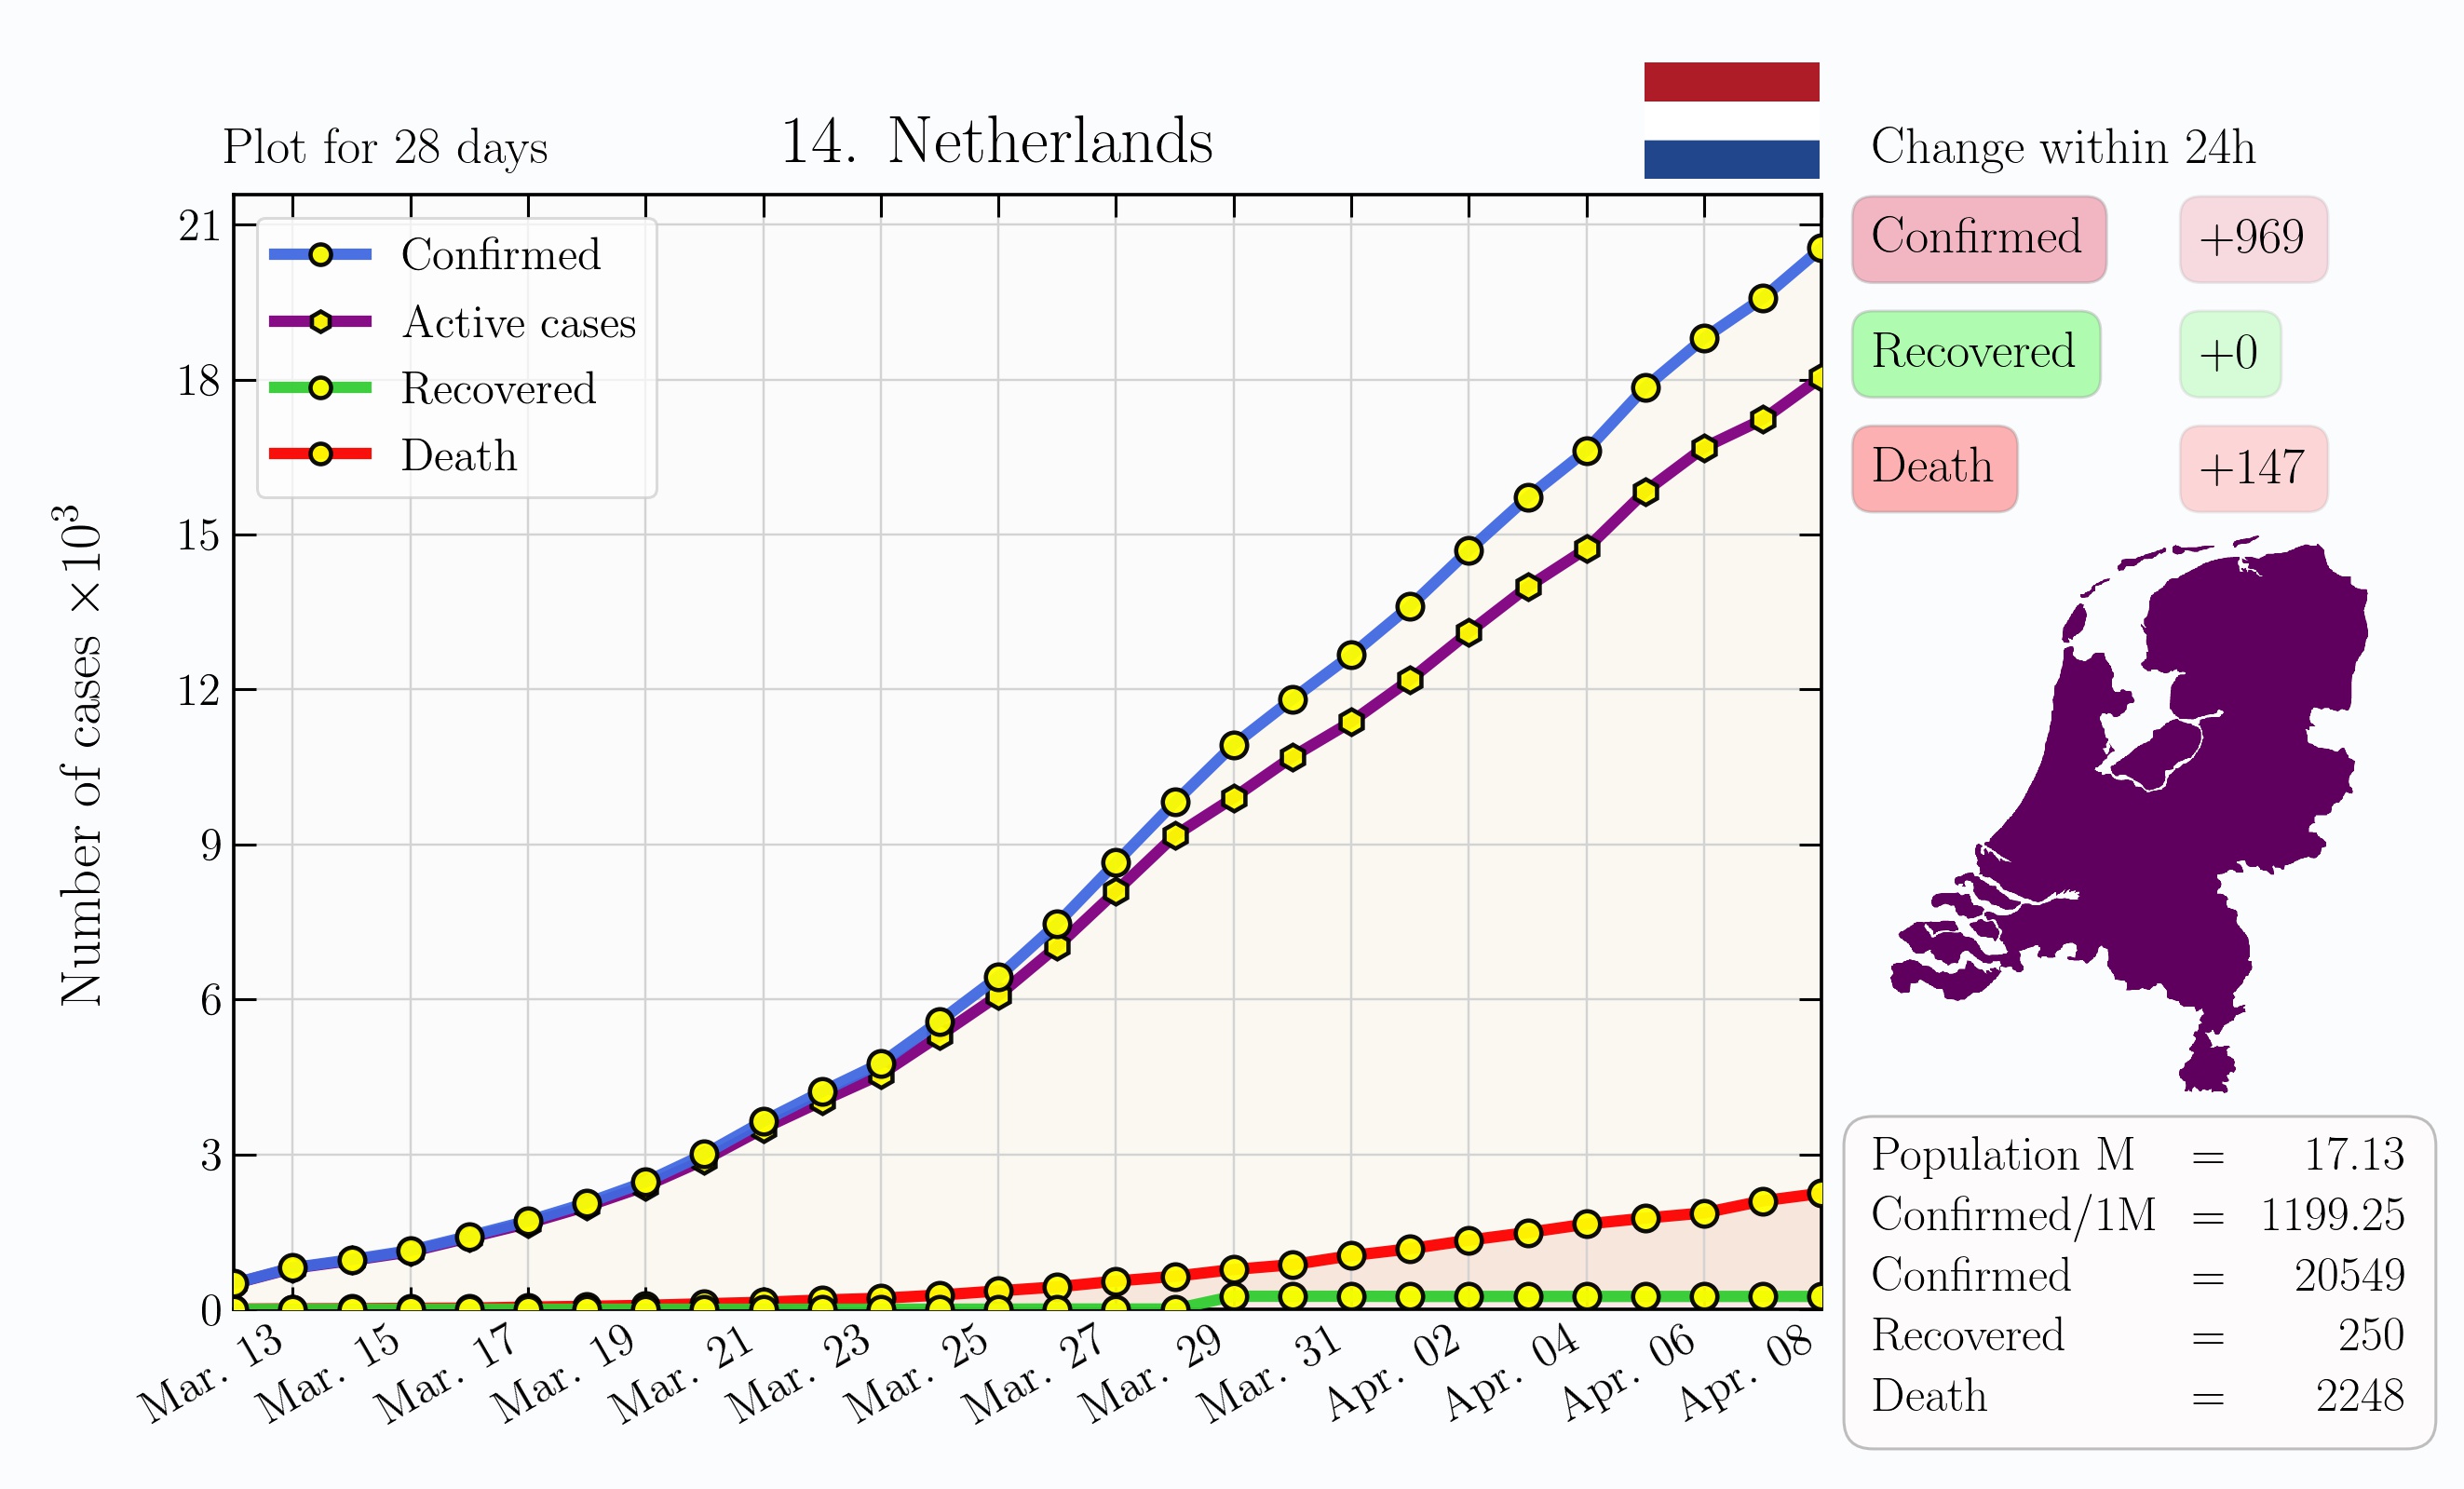 Plot for 28 days
14. Netherlands
Change within 24h
Confirmed +969
Recovered +0
Death +147
Confirmed
Active cases
Recovered
Death
Number of cases ×10³
21
18
15
12
9
6
3
0
Mar. 13
Mar. 15
Mar. 17
Mar. 19
Mar. 21
Mar. 23
Mar. 25
Mar. 27
Mar. 29
Mar. 31
Apr. 02
Apr. 04
Apr. 06
Apr. 08
Population M = 17.13
Confirmed/1M = 1199.25
Confirmed = 20549
Recovered = 250
Death = 2248